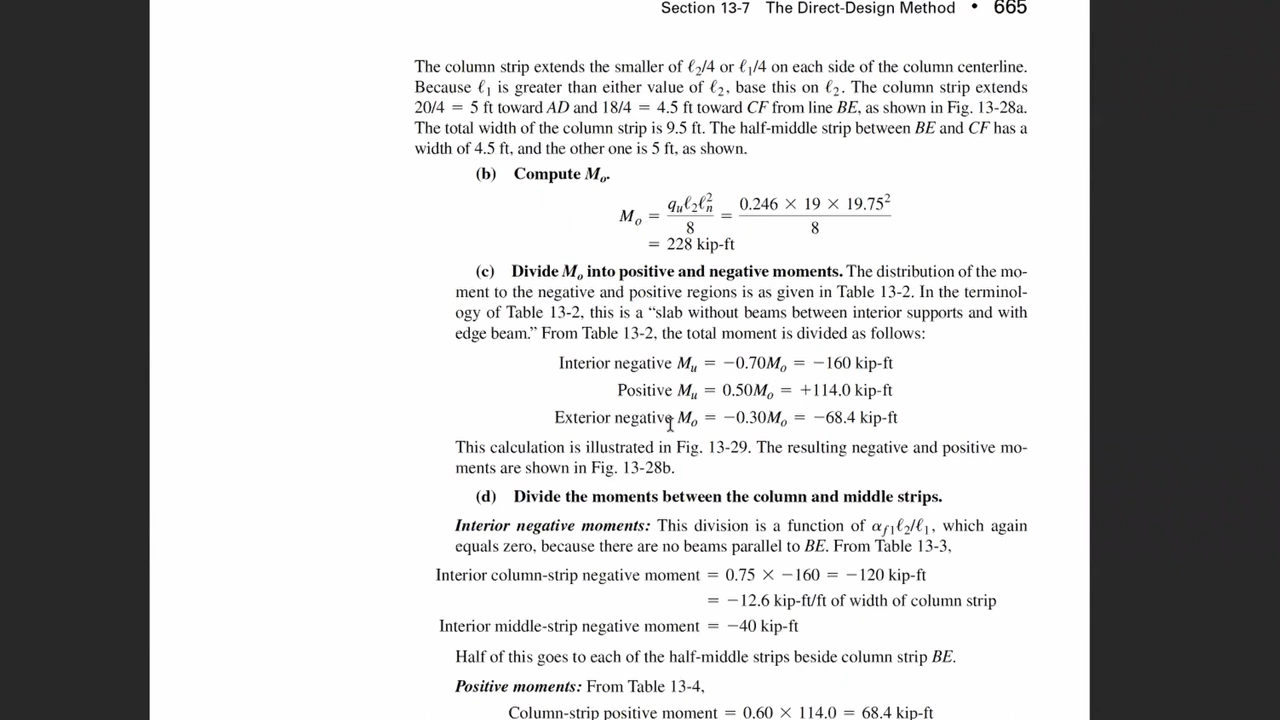 Section 13-7 The Direct-Design Method • 665
The column strip extends the smaller of ℓ₂/4 or ℓ₁/4 on each side of the column centerline.
Because ℓ₁ is greater than either value of ℓ₂, base this on ℓ₂. The column strip extends
20/4 = 5 ft toward AD and 18/4 = 4.5 ft toward CF from line BE, as shown in Fig. 13-28a.
The total width of the column strip is 9.5 ft. The half-middle strip between BE and CF has a
width of 4.5 ft, and the other one is 5 ft, as shown.
(b) Compute Mₒ.
Mₒ = qᵤℓ₂ℓₙ²/8 = 0.246 × 19 × 19.75²/8
= 228 kip-ft
(c) Divide Mₒ into positive and negative moments. The distribution of the mo-
ment to the negative and positive regions is as given in Table 13-2. In the terminol-
ogy of Table 13-2, this is a “slab without beams between interior supports and with
edge beam.” From Table 13-2, the total moment is divided as follows:
Interior negative Mᵤ = −0.70Mₒ = −160 kip-ft
Positive Mᵤ = 0.50Mₒ = +114.0 kip-ft
Exterior negative Mₒ = −0.30Mₒ = −68.4 kip-ft
This calculation is illustrated in Fig. 13-29. The resulting negative and positive mo-
ments are shown in Fig. 13-28b.
(d) Divide the moments between the column and middle strips.
Interior negative moments: This division is a function of α_f1ℓ₂/ℓ₁, which again
equals zero, because there are no beams parallel to BE. From Table 13-3,
Interior column-strip negative moment = 0.75 × −160 = −120 kip-ft
= −12.6 kip-ft/ft of width of column strip
Interior middle-strip negative moment = −40 kip-ft
Half of this goes to each of the half-middle strips beside column strip BE.
Positive moments: From Table 13-4,
Column-strip positive moment = 0.60 × 114.0 = 68.4 kip-ft